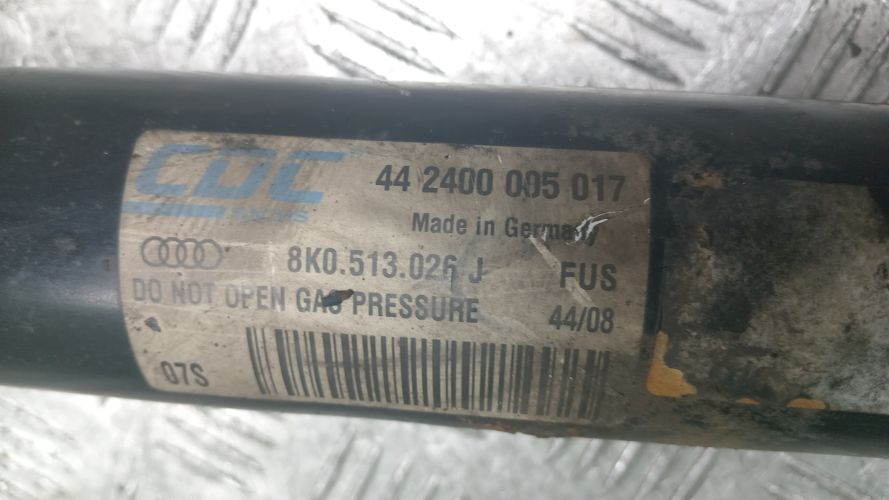 CDC 44 2400 005 017
SACHS Made in Germany
8K0.513.026 J FUS
DO NOT OPEN GAS PRESSURE 44/08
07S